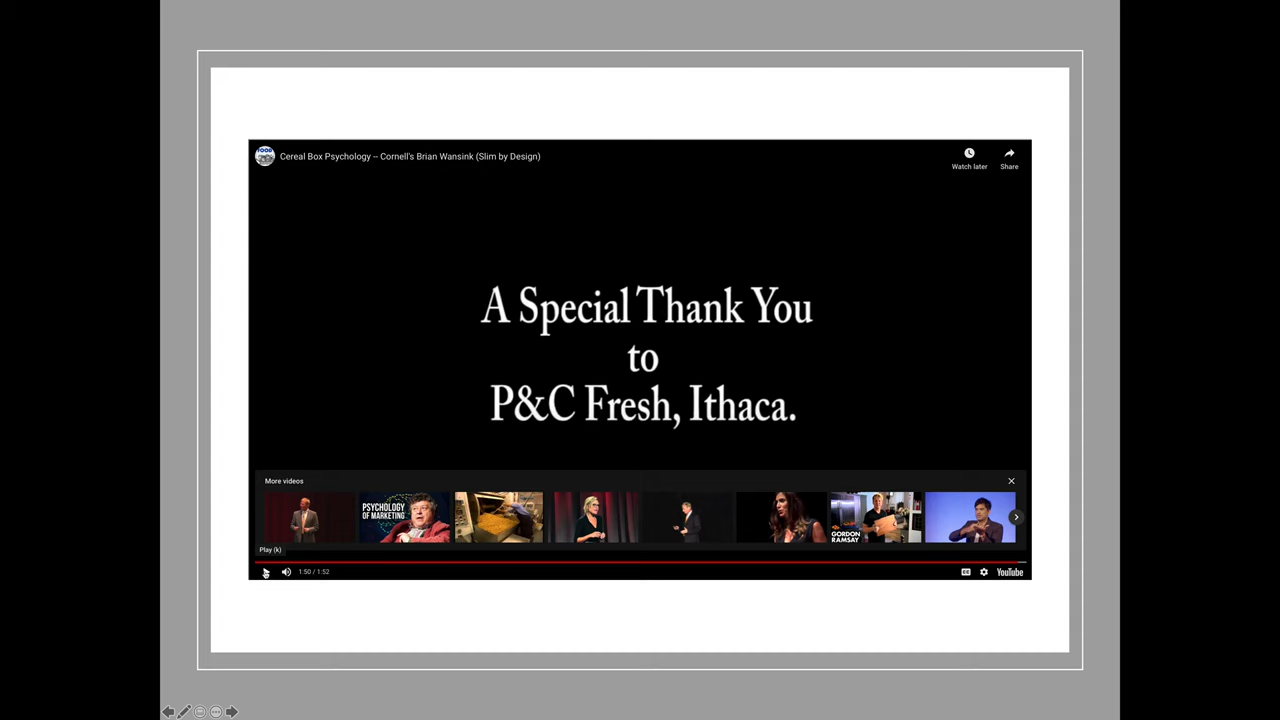 Cereal Box Psychology -- Cornell's Brian Wansink (Slim by Design)
Watch later
Share
A Special Thank You
to
P&C Fresh, Ithaca.
More videos
PSYCHOLOGY
OF MARKETING
GORDON
RAMSAY
Play (k)
1:50 / 1:52
CC
YouTube